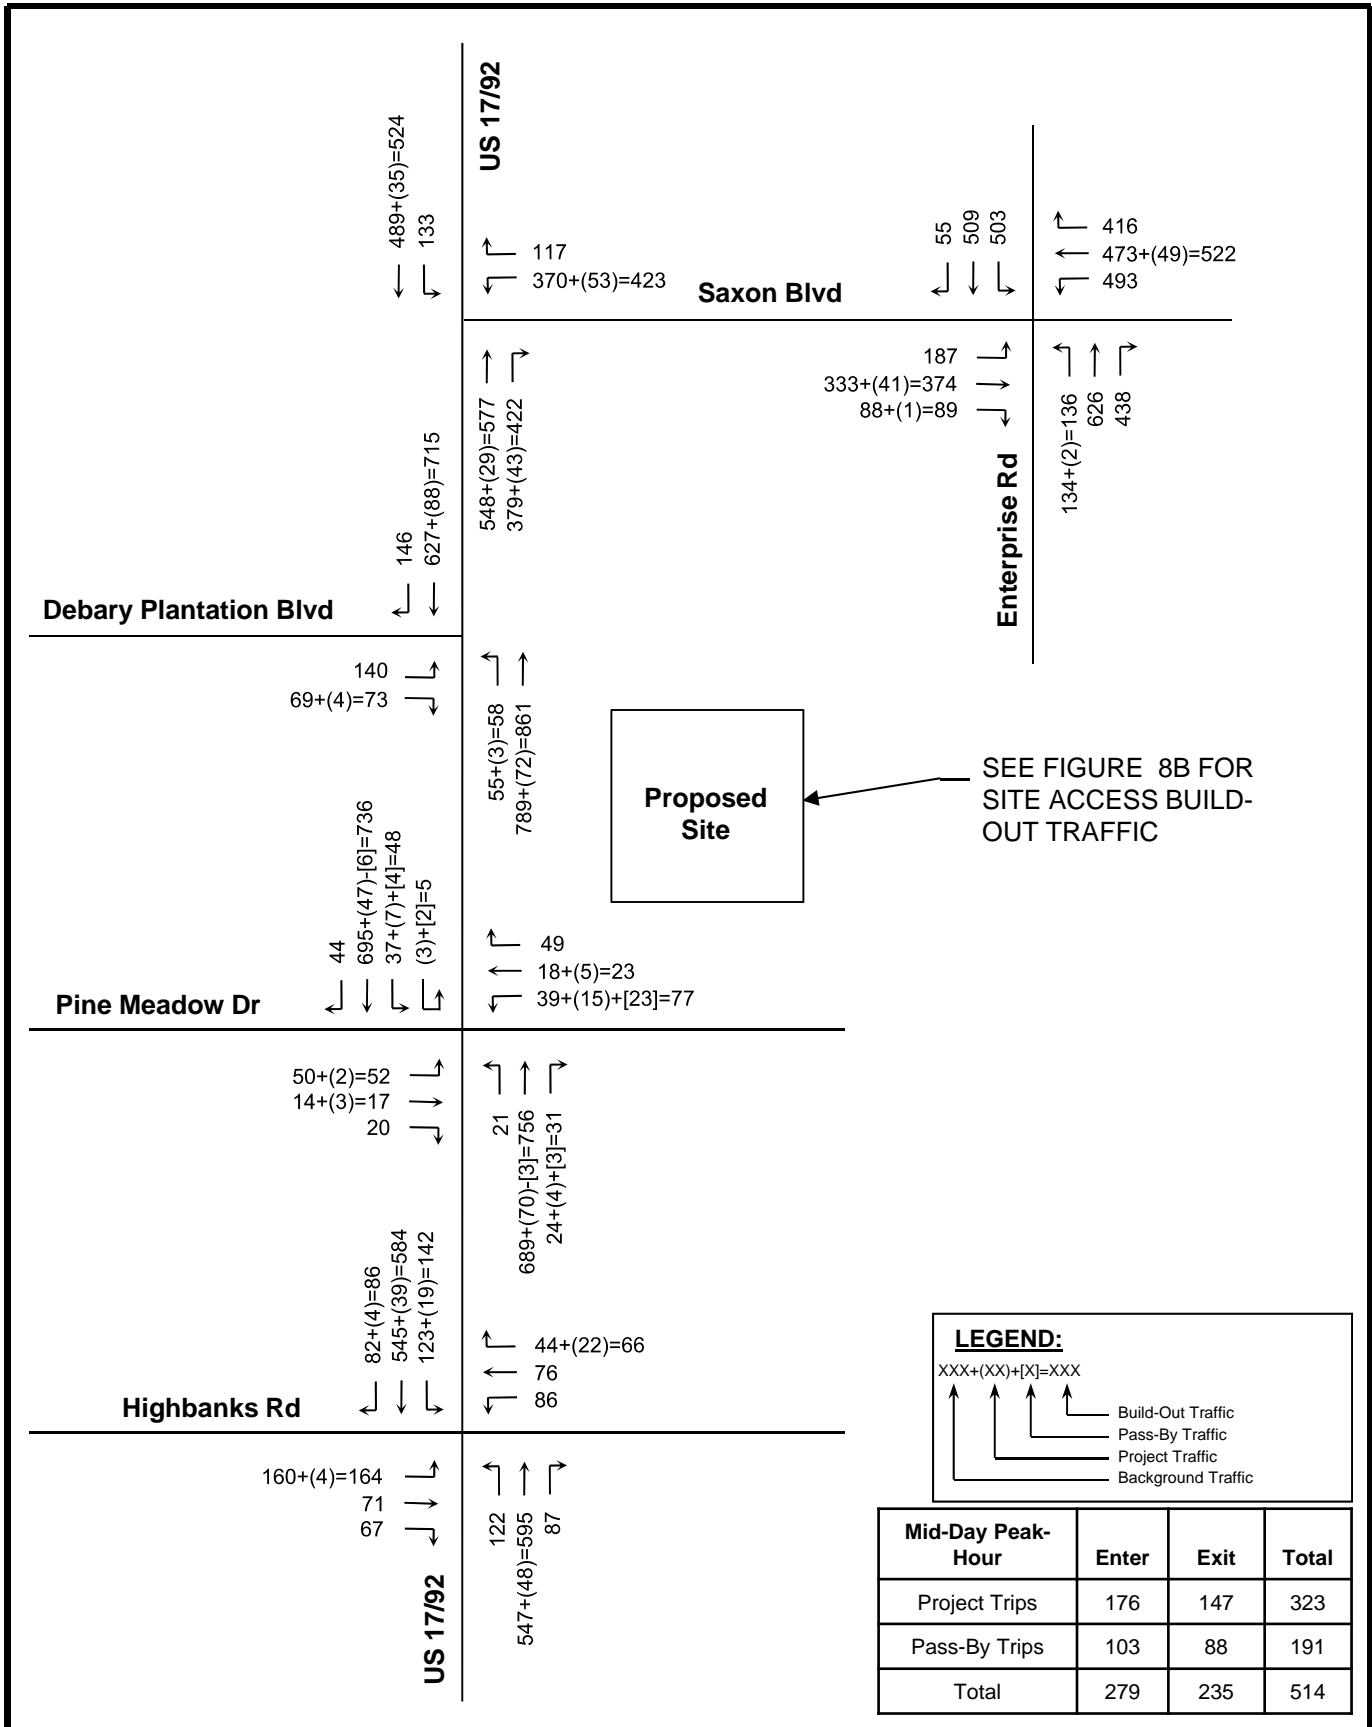 US 17/92
489+(35)=524
133
117
370+(53)=423
Saxon Blvd
55
509
503
416
473+(49)=522
493
187
333+(41)=374
88+(1)=89
134+(2)=136
626
438
Enterprise Rd
548+(29)=577
379+(43)=422
146
627+(88)=715
Debary Plantation Blvd
140
69+(4)=73
55+(3)=58
789+(72)=861
Proposed
Site
SEE FIGURE 8B FOR
SITE ACCESS BUILD-
OUT TRAFFIC
44
695+(47)-[6]=736
37+(7)+[4]=48
(3)+[2]=5
49
18+(5)=23
39+(15)+[23]=77
Pine Meadow Dr
50+(2)=52
14+(3)=17
20
21
689+(70)-[3]=756
24+(4)+[3]=31
82+(4)=86
545+(39)=584
123+(19)=142
44+(22)=66
76
86
Highbanks Rd
160+(4)=164
71
67
122
547+(48)=595
87
US 17/92
LEGEND:
XXX+(XX)+[X]=XXX
Build-Out Traffic
Pass-By Traffic
Project Traffic
Background Traffic
Mid-Day Peak-
Hour Enter Exit Total
Project Trips 176 147 323
Pass-By Trips 103 88 191
Total 279 235 514